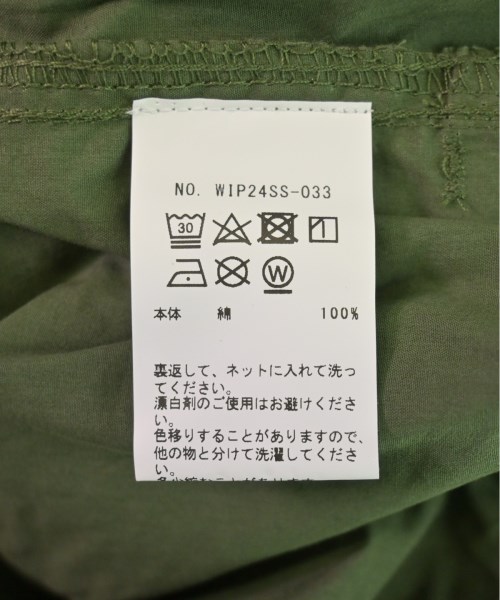 NO. WIP24SS-033
30
W
本体 綿 100%
裏返して、ネットに入れて洗っ
てください。
漂白剤のご使用はお避けくださ
い。
色移りすることがありますので、
他の物と分けて洗濯してくださ
い。